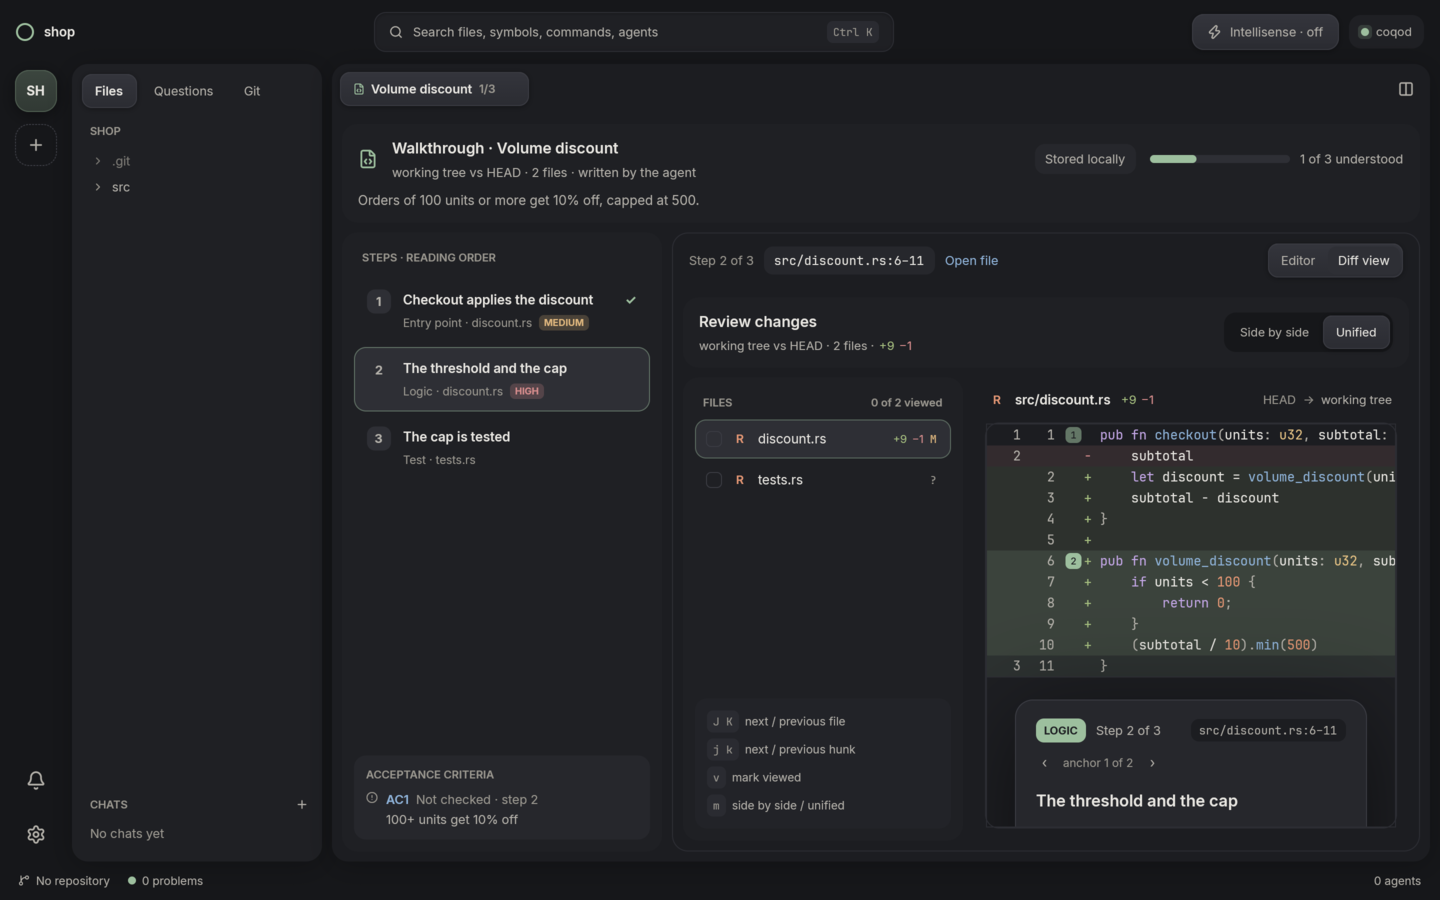 shop
Search files, symbols, commands, agents
Ctrl K
Intellisense · off
coqod
SH
Files
Questions
Git
SHOP
.git
src
CHATS
No chats yet
Volume discount 1/3
Walkthrough · Volume discount
working tree vs HEAD · 2 files · written by the agent
Stored locally
1 of 3 understood
Orders of 100 units or more get 10% off, capped at 500.
STEPS · READING ORDER
1 Checkout applies the discount
Entry point · discount.rs MEDIUM
2 The threshold and the cap
Logic · discount.rs HIGH
3 The cap is tested
Test · tests.rs
ACCEPTANCE CRITERIA
AC1 Not checked · step 2
100+ units get 10% off
Step 2 of 3 src/discount.rs:6–11 Open file
Editor Diff view
Review changes
working tree vs HEAD · 2 files · +9 −1
Side by side Unified
FILES 0 of 2 viewed
R discount.rs +9 −1 M
R tests.rs ?
J K next / previous file
j k next / previous hunk
v mark viewed
m side by side / unified
R src/discount.rs +9 −1 HEAD → working tree
1 1 1 pub fn checkout(units: u32, subtotal:
2 - subtotal
2 + let discount = volume_discount(uni
3 + subtotal - discount
4 + }
5 +
6 2 + pub fn volume_discount(units: u32, sub
7 + if units < 100 {
8 + return 0;
9 + }
10 + (subtotal / 10).min(500)
3 11 }
LOGIC Step 2 of 3 src/discount.rs:6–11
‹ anchor 1 of 2 ›
The threshold and the cap
No repository
0 problems
0 agents